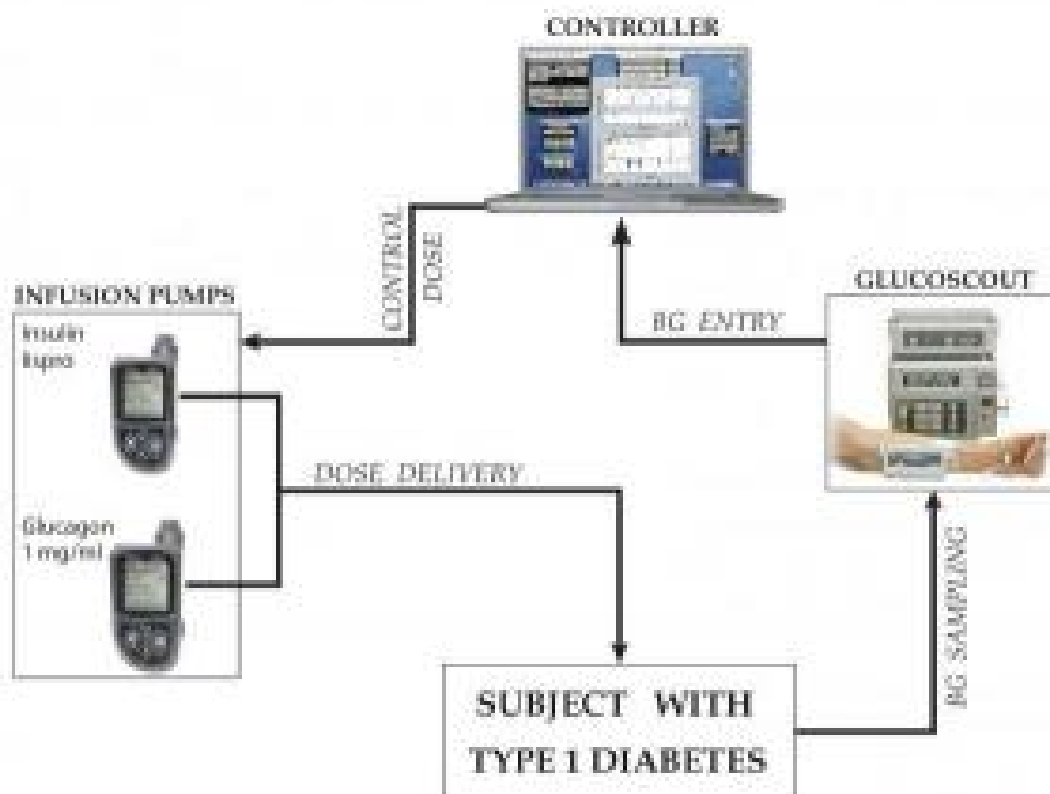 CONTROLLER
CONTROL
DOSE
INFUSION PUMPS
Insulin
lispro
GLUCOSCOUT
BG ENTRY
DOSE DELIVERY
Glucagon
1 mg/ml
BG SAMPLING
SUBJECT WITH
TYPE 1 DIABETES